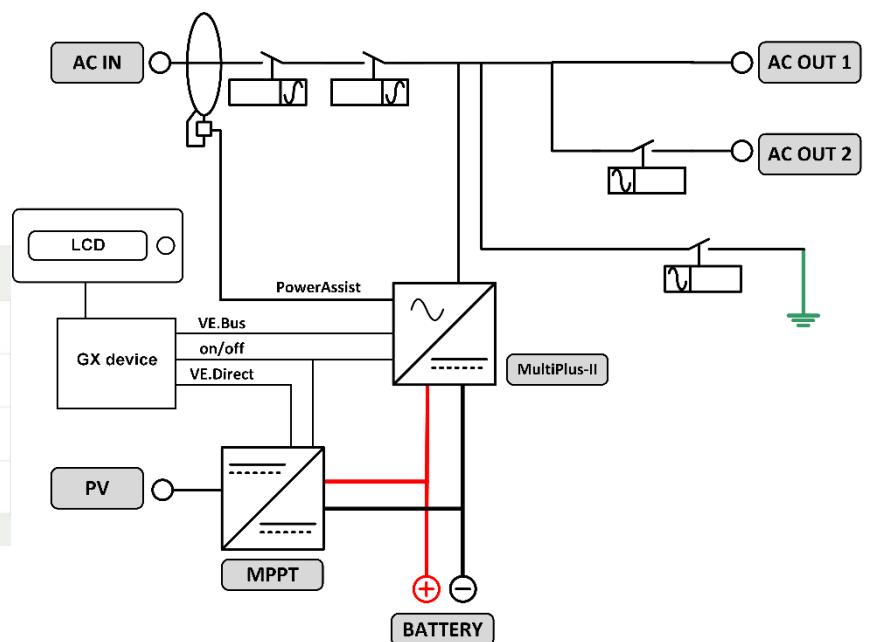 AC IN
AC OUT 1
AC OUT 2
LCD
PowerAssist
VE.Bus
GX device
on/off
VE.Direct
MultiPlus-II
PV
MPPT
BATTERY